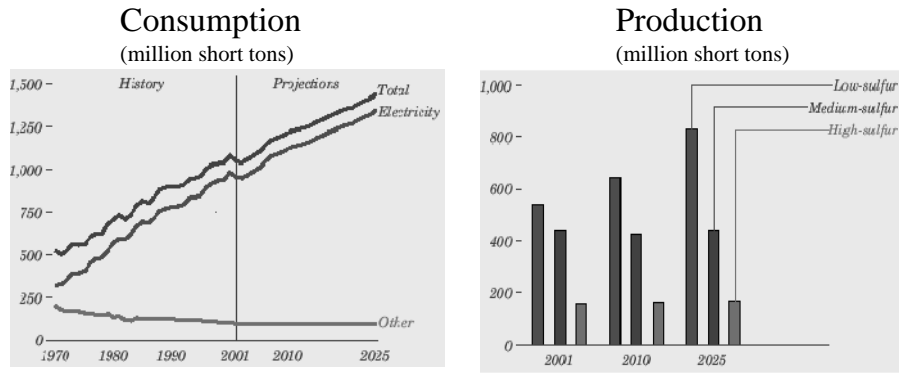 Consumption
(million short tons)
1,500
History
Projections
Total
Electricity
1,250
1,000
750
500
250
Other
0
1970 1980 1990 2001 2010 2025
Production
(million short tons)
1,000
Low-sulfur
Medium-sulfur
High-sulfur
800
600
400
200
0
2001 2010 2025